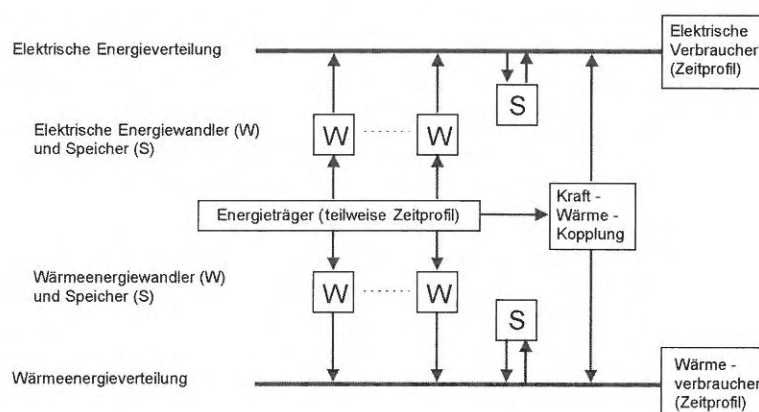 Elektrische Energieverteilung
Elektrische
Verbraucher
(Zeitprofil)
S
Elektrische Energiewandler (W)
und Speicher (S)
W
W
Energieträger (teilweise Zeitprofil)
Kraft -
Wärme -
Kopplung
Wärmeenergiewandler (W)
und Speicher (S)
W
W
S
Wärmeenergieverteilung
Wärme -
verbraucher
(Zeitprofil)